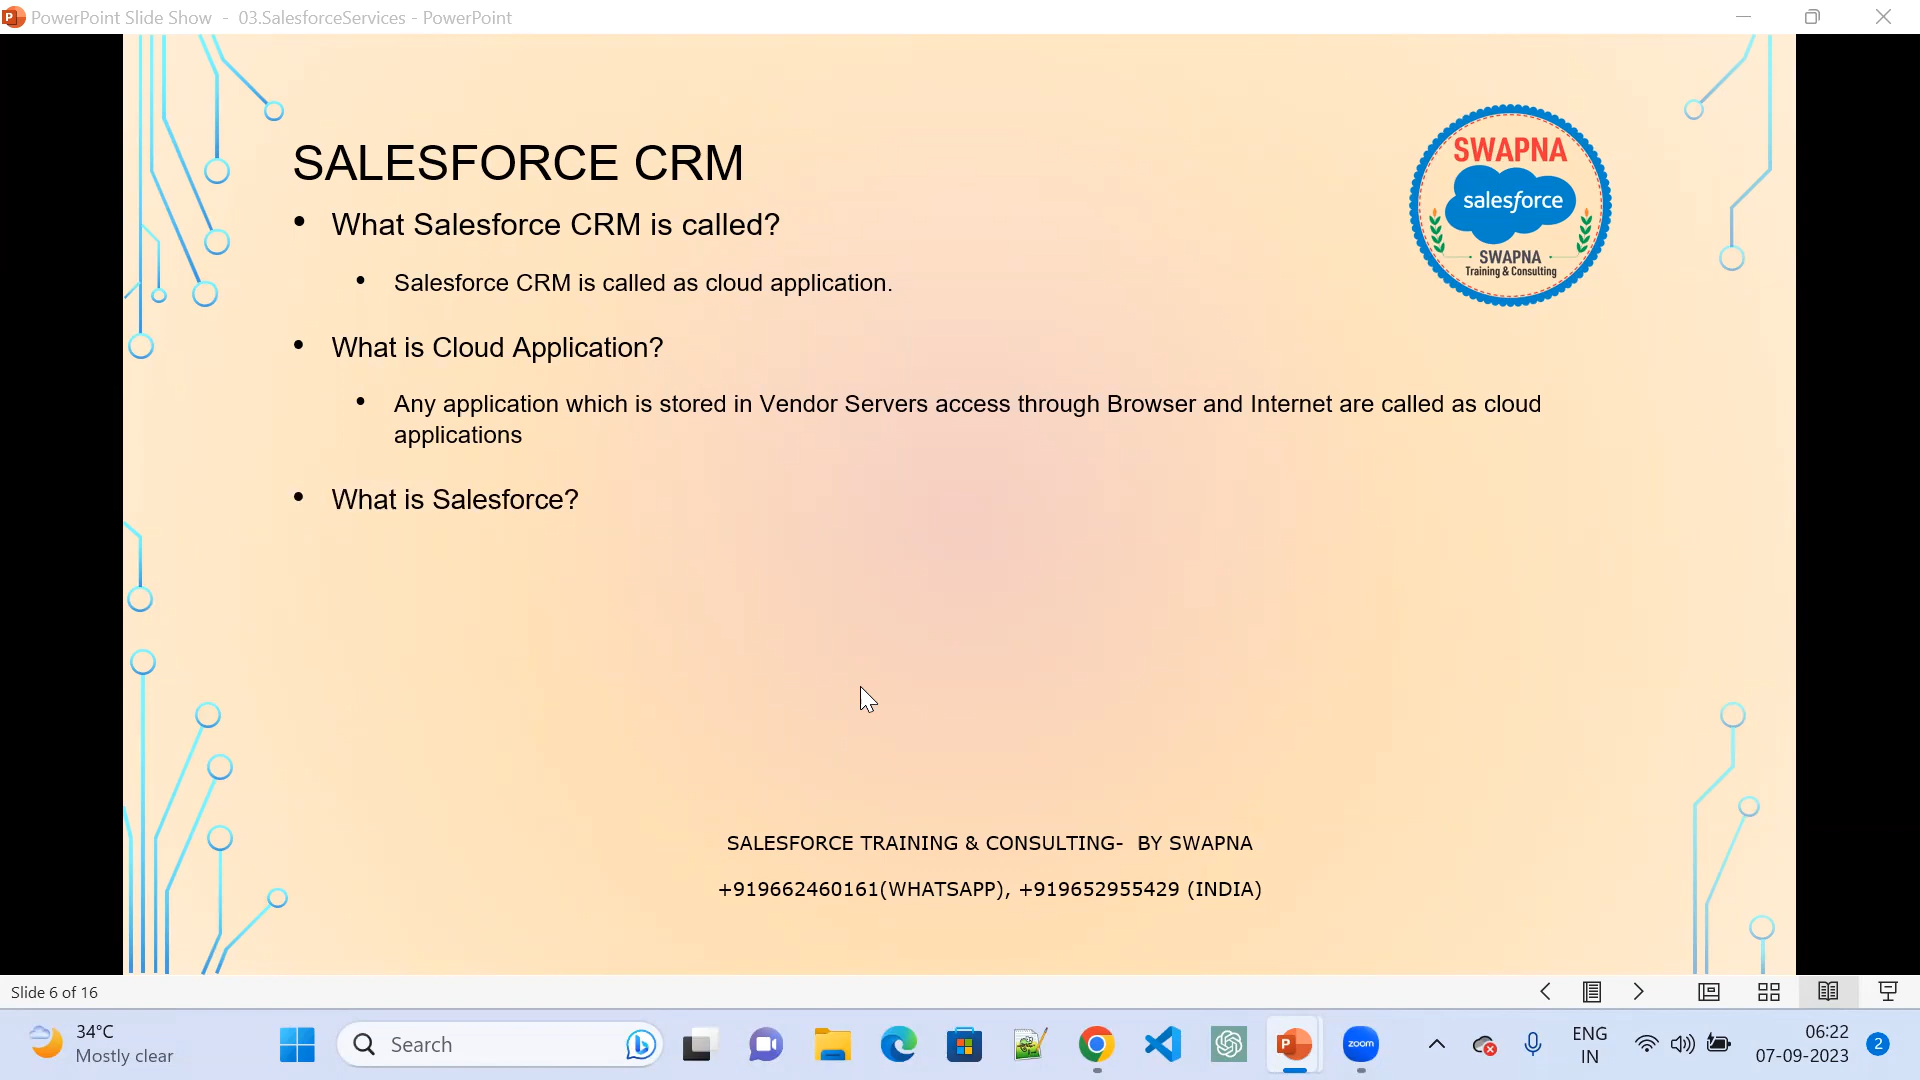 PowerPoint Slide Show - 03.SalesforceServices - PowerPoint
SALESFORCE CRM
SWAPNA
salesforce
SWAPNA
Training & Consulting
• What Salesforce CRM is called?
• Salesforce CRM is called as cloud application.
• What is Cloud Application?
• Any application which is stored in Vendor Servers access through Browser and Internet are called as cloud
applications
• What is Salesforce?
SALESFORCE TRAINING & CONSULTING- BY SWAPNA
+919662460161(WHATSAPP), +919652955429 (INDIA)
Slide 6 of 16
34°C
Mostly clear
Search
zoom
ENG
IN
06:22
07-09-2023
2